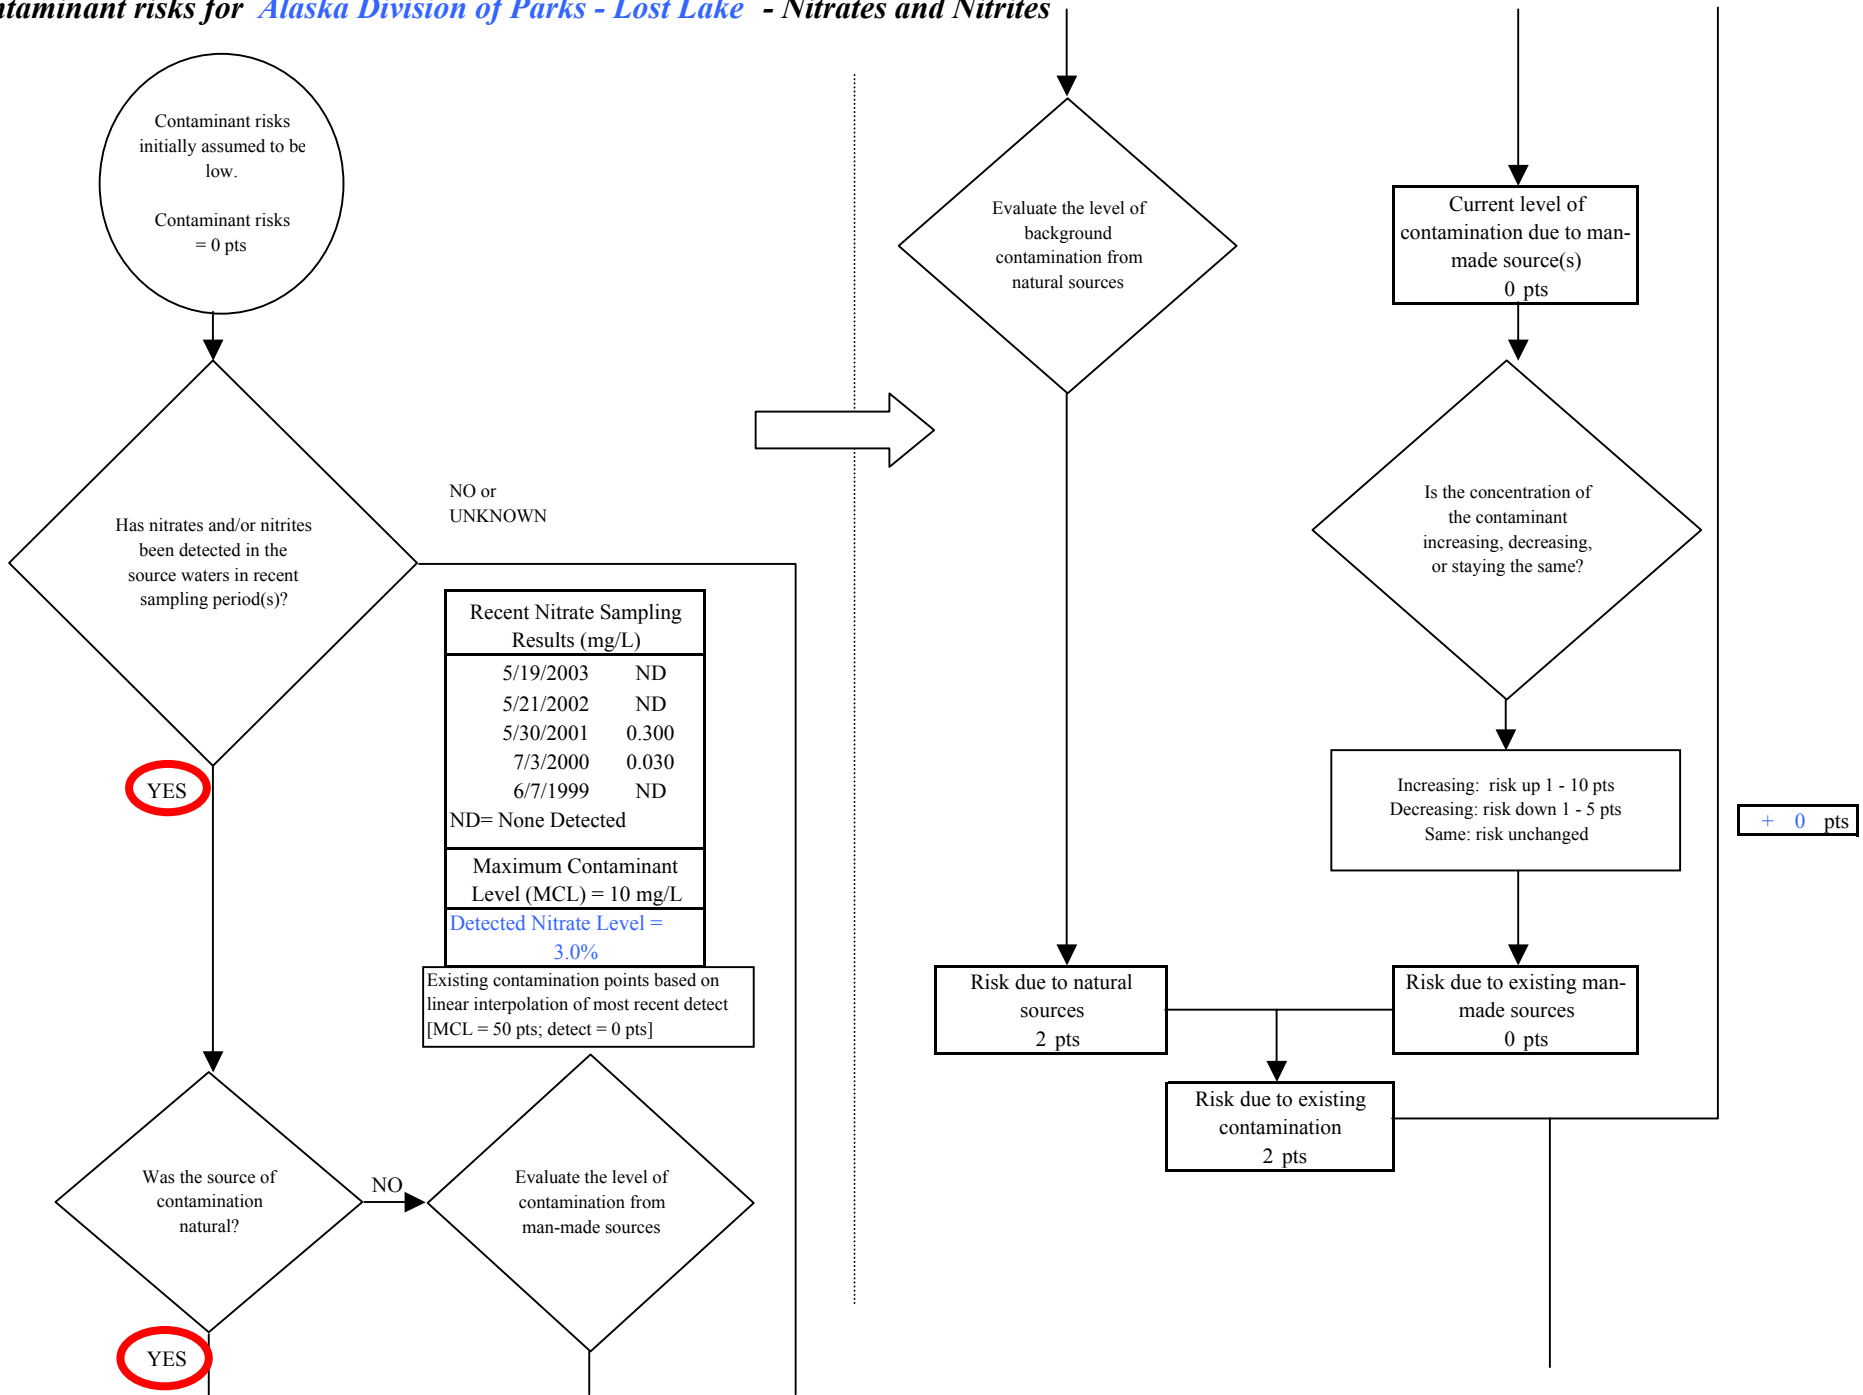 ntaminant risks for Alaska Division of Parks - Lost Lake - Nitrates and Nitrites
Contaminant risks
initially assumed to be
low.
Contaminant risks
= 0 pts
Has nitrates and/or nitrites
been detected in the
source waters in recent
sampling period(s)?
NO or
UNKNOWN
YES
Recent Nitrate Sampling
Results (mg/L)
5/19/2003 ND
5/21/2002 ND
5/30/2001 0.300
7/3/2000 0.030
6/7/1999 ND
ND= None Detected
Maximum Contaminant
Level (MCL) = 10 mg/L
Detected Nitrate Level =
3.0%
Existing contamination points based on
linear interpolation of most recent detect
[MCL = 50 pts; detect = 0 pts]
Was the source of
contamination
natural?
NO
Evaluate the level of
contamination from
man-made sources
YES
Evaluate the level of
background
contamination from
natural sources
Current level of
contamination due to man-
made source(s)
0 pts
Is the concentration of
the contaminant
increasing, decreasing,
or staying the same?
Increasing: risk up 1 - 10 pts
Decreasing: risk down 1 - 5 pts
Same: risk unchanged
+ 0 pts
Risk due to natural
sources
2 pts
Risk due to existing man-
made sources
0 pts
Risk due to existing
contamination
2 pts